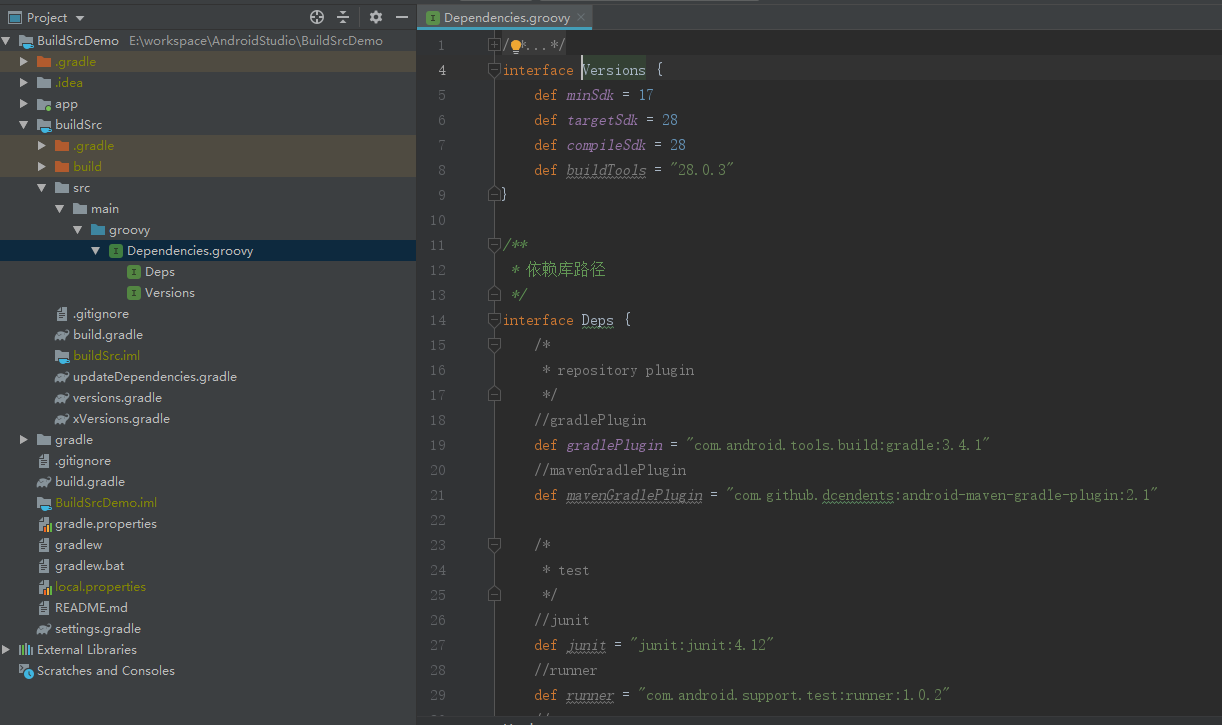 Project
BuildSrcDemo E:\workspace\AndroidStudio\BuildSrcDemo
.gradle
.idea
app
buildSrc
.gradle
build
src
main
groovy
Dependencies.groovy
Deps
Versions
.gitignore
build.gradle
buildSrc.iml
updateDependencies.gradle
versions.gradle
xVersions.gradle
gradle
.gitignore
build.gradle
BuildSrcDemo.iml
gradle.properties
gradlew
gradlew.bat
local.properties
README.md
settings.gradle
External Libraries
Scratches and Consoles
Dependencies.groovy
1 /*...*/
4 interface Versions {
5 def minSdk = 17
6 def targetSdk = 28
7 def compileSdk = 28
8 def buildTools = "28.0.3"
9 }
10
11 /**
12 * 依赖库路径
13 */
14 interface Deps {
15 /*
16 * repository plugin
17 */
18 //gradlePlugin
19 def gradlePlugin = "com.android.tools.build:gradle:3.4.1"
20 //mavenGradlePlugin
21 def mavenGradlePlugin = "com.github.dcendents:android-maven-gradle-plugin:2.1"
22
23 /*
24 * test
25 */
26 //junit
27 def junit = "junit:junit:4.12"
28 //runner
29 def runner = "com.android.support.test:runner:1.0.2"